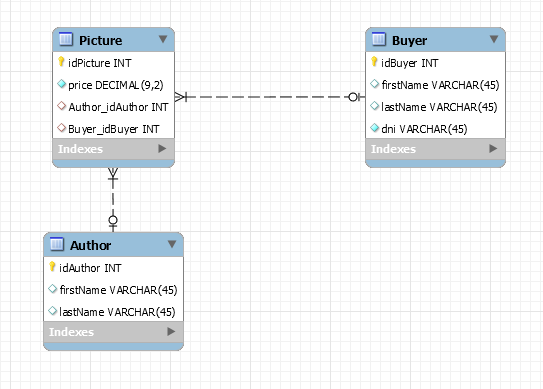 Picture
idPicture INT
price DECIMAL(9,2)
Author_idAuthor INT
Buyer_idBuyer INT
Indexes
Buyer
idBuyer INT
firstName VARCHAR(45)
lastName VARCHAR(45)
dni VARCHAR(45)
Indexes
Author
idAuthor INT
firstName VARCHAR(45)
lastName VARCHAR(45)
Indexes